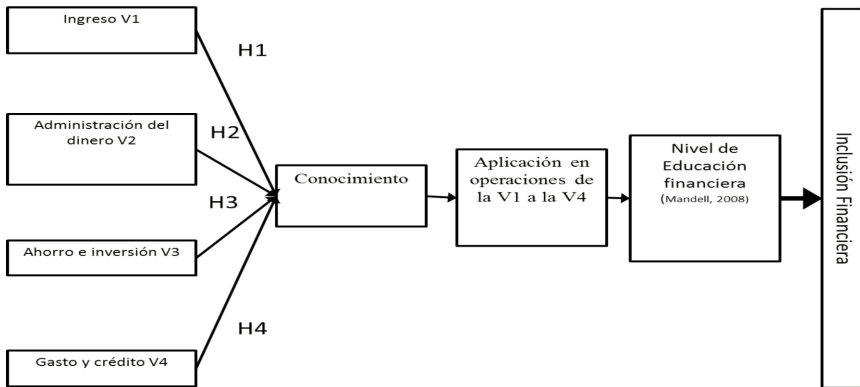 Ingreso V1
H1
Administración del
dinero V2
H2
H3
Ahorro e inversión V3
H4
Gasto y crédito V4
Conocimiento
Aplicación en
operaciones de
la V1 a la V4
Nivel de
Educación
financiera
(Mandell, 2008)
Inclusión Financiera